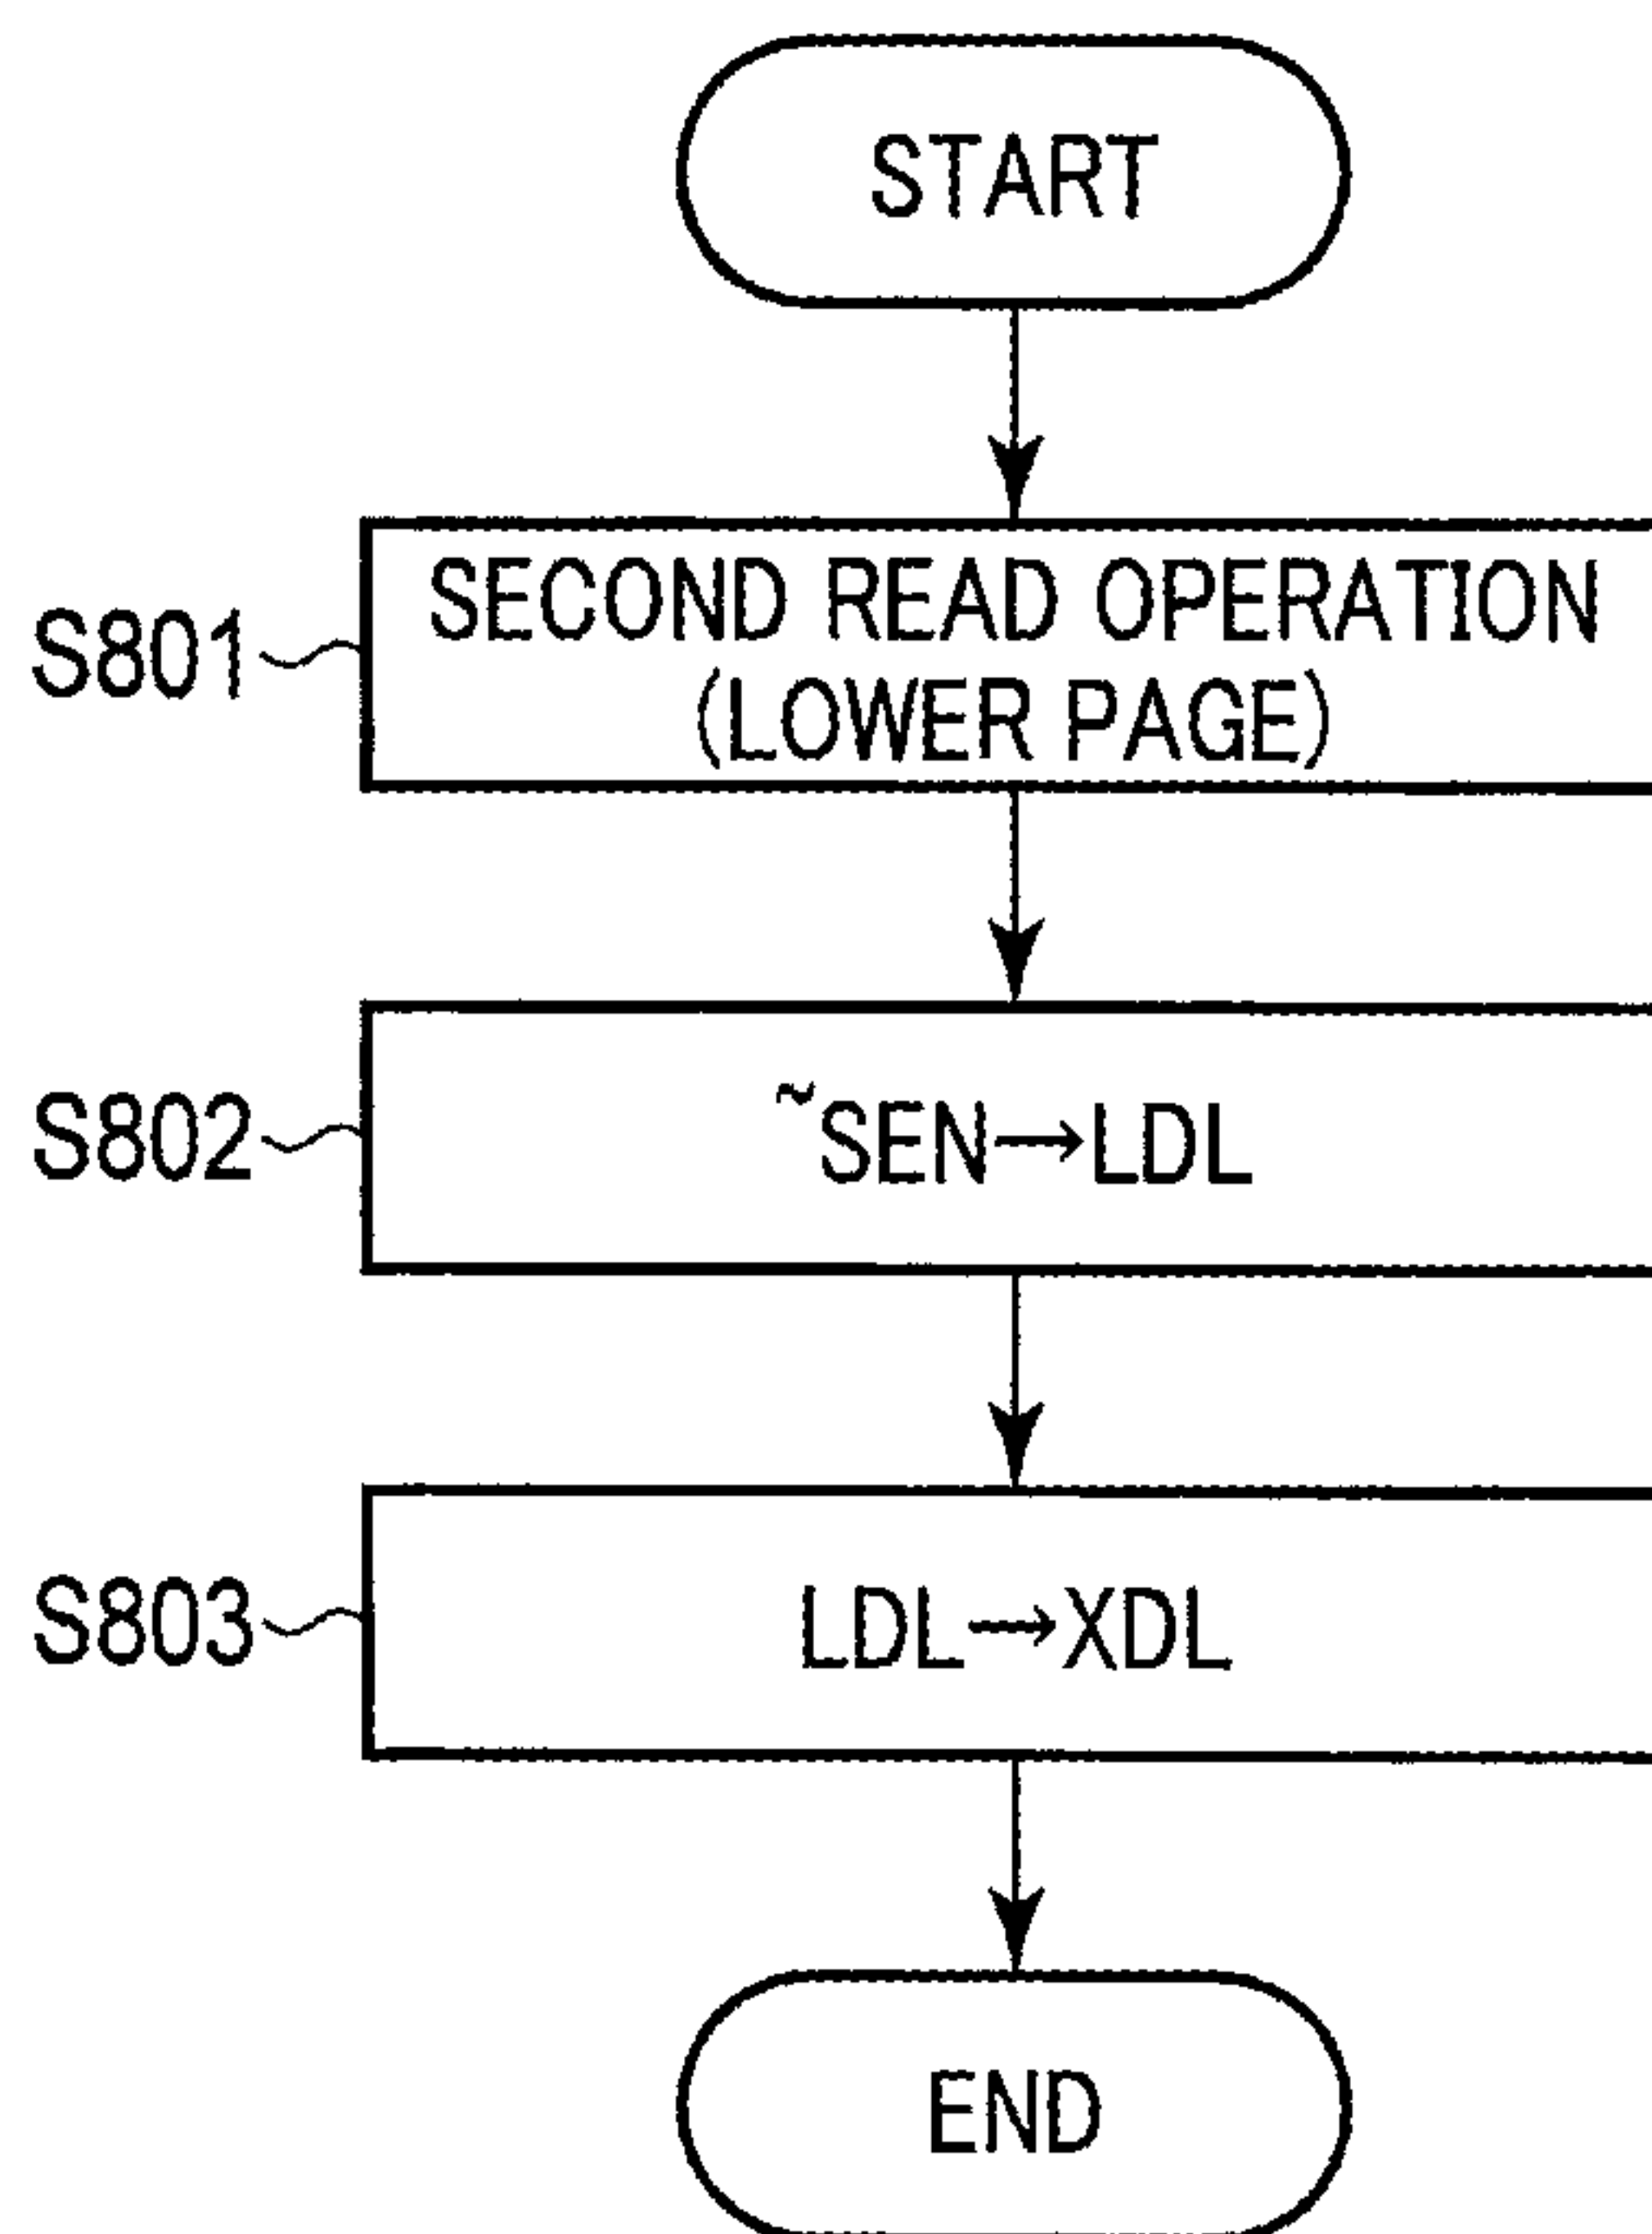 START
S801
SECOND READ OPERATION
(LOWER PAGE)
S802
~SEN→LDL
S803
LDL→XDL
END